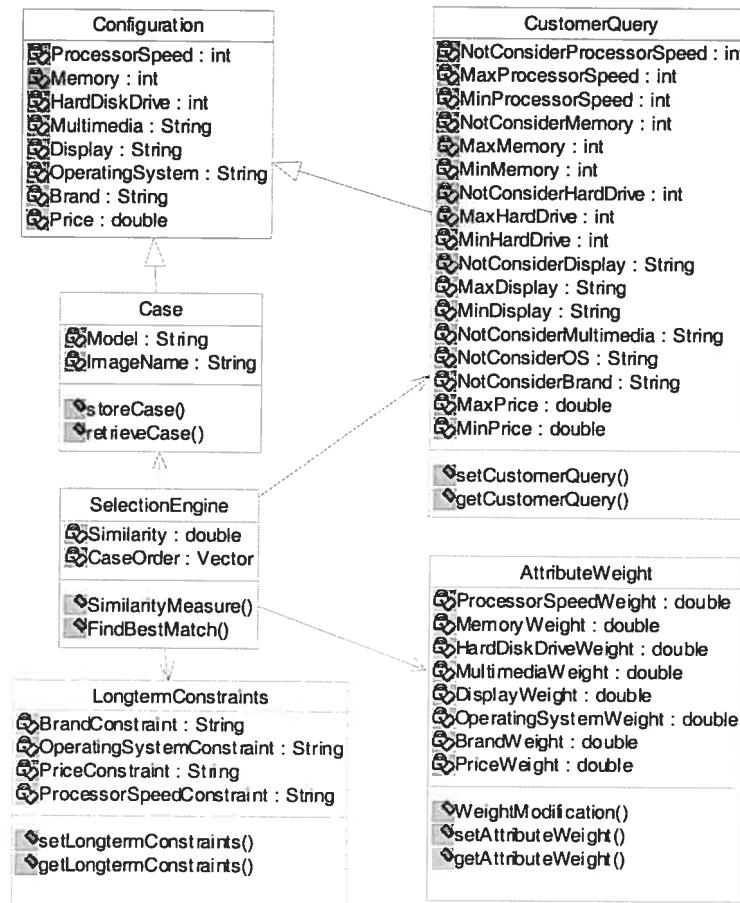 Configuration
ProcessorSpeed : int
Memory : int
HardDiskDrive : int
Multimedia : String
Display : String
OperatingSystem : String
Brand : String
Price : double
CustomerQuery
NotConsiderProcessorSpeed : int
MaxProcessorSpeed : int
MinProcessorSpeed : int
NotConsiderMemory : int
MaxMemory : int
MinMemory : int
NotConsiderHardDrive : int
MaxHardDrive : int
MinHardDrive : int
NotConsiderDisplay : String
MaxDisplay : String
MinDisplay : String
NotConsiderMultimedia : String
NotConsiderOS : String
NotConsiderBrand : String
MaxPrice : double
MinPrice : double
setCustomerQuery()
getCustomerQuery()
Case
Model : String
ImageName : String
storeCase()
retrieveCase()
SelectionEngine
Similarity : double
CaseOrder : Vector
SimilarityMeasure()
FindBestMatch()
AttributeWeight
ProcessorSpeedWeight : double
MemoryWeight : double
HardDiskDriveWeight : double
MultimediaWeight : double
DisplayWeight : double
OperatingSystemWeight : double
BrandWeight : double
PriceWeight : double
WeightModification()
setAttributeWeight()
getAttributeWeight()
LongtermConstraints
BrandConstraint : String
OperatingSystemConstraint : String
PriceConstraint : String
ProcessorSpeedConstraint : String
setLongtermConstraints()
getLongtermConstraints()